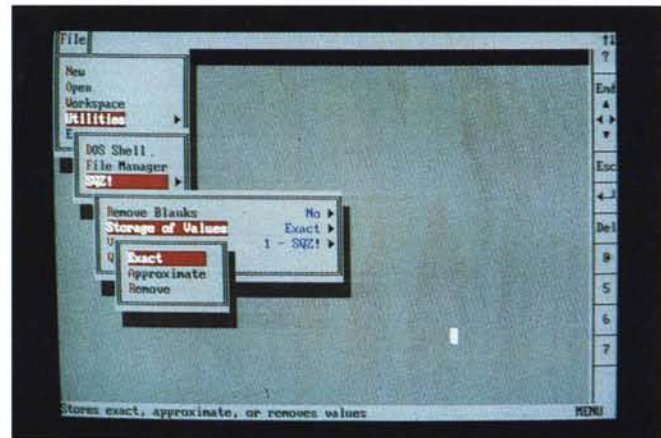 File
New
Open
Workspace
Utilities
E
DOS Shell
File Manager
SQZ!
Remove Blanks No
Storage of Values Exact
V 1 - SQZ!
Q
Exact
Approximate
Remove
?
End
Esc
Del
5
6
7
Stores exact, approximate, or removes values MENU